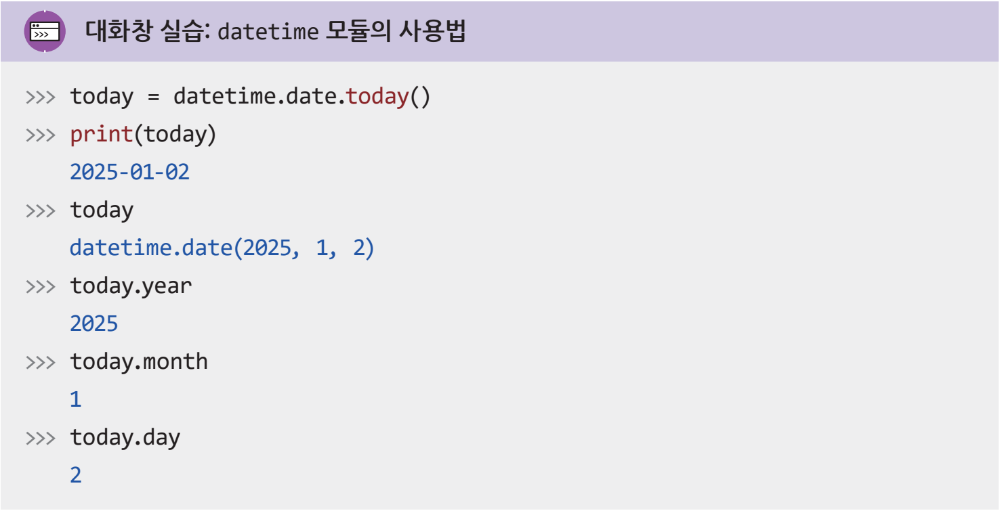 >>>
대화창 실습: datetime 모듈의 사용법
>>> today = datetime.date.today()
>>> print(today)
2025-01-02
>>> today
datetime.date(2025, 1, 2)
>>> today.year
2025
>>> today.month
1
>>> today.day
2